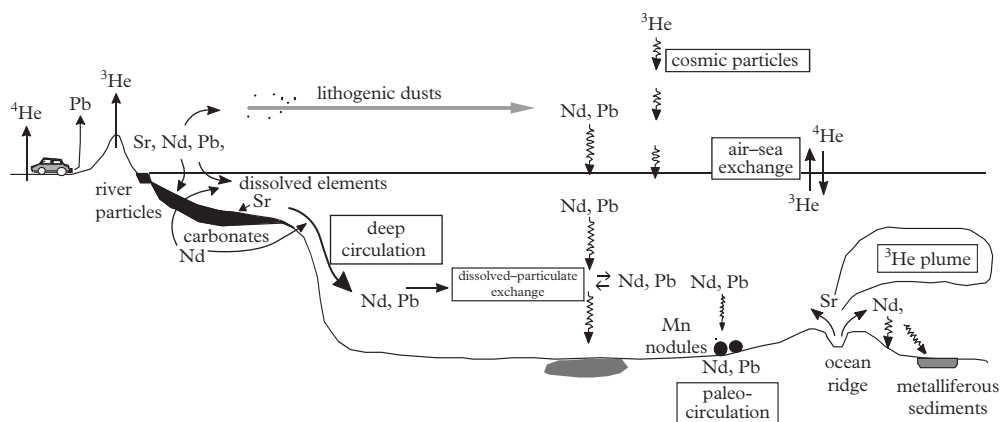 ³He
cosmic particles
³He
⁴He
Pb
lithogenic dusts
Nd, Pb
Sr, Nd, Pb,
⁴He
air–sea
exchange
³He
river
particles
dissolved elements
Sr
carbonates
Nd
deep
circulation
Nd, Pb
Nd, Pb
dissolved–particulate
exchange
Nd, Pb
Nd, Pb
³He plume
Sr
Nd,
Mn
nodules
Nd, Pb
paleo-
circulation
ocean
ridge
metalliferous
sediments